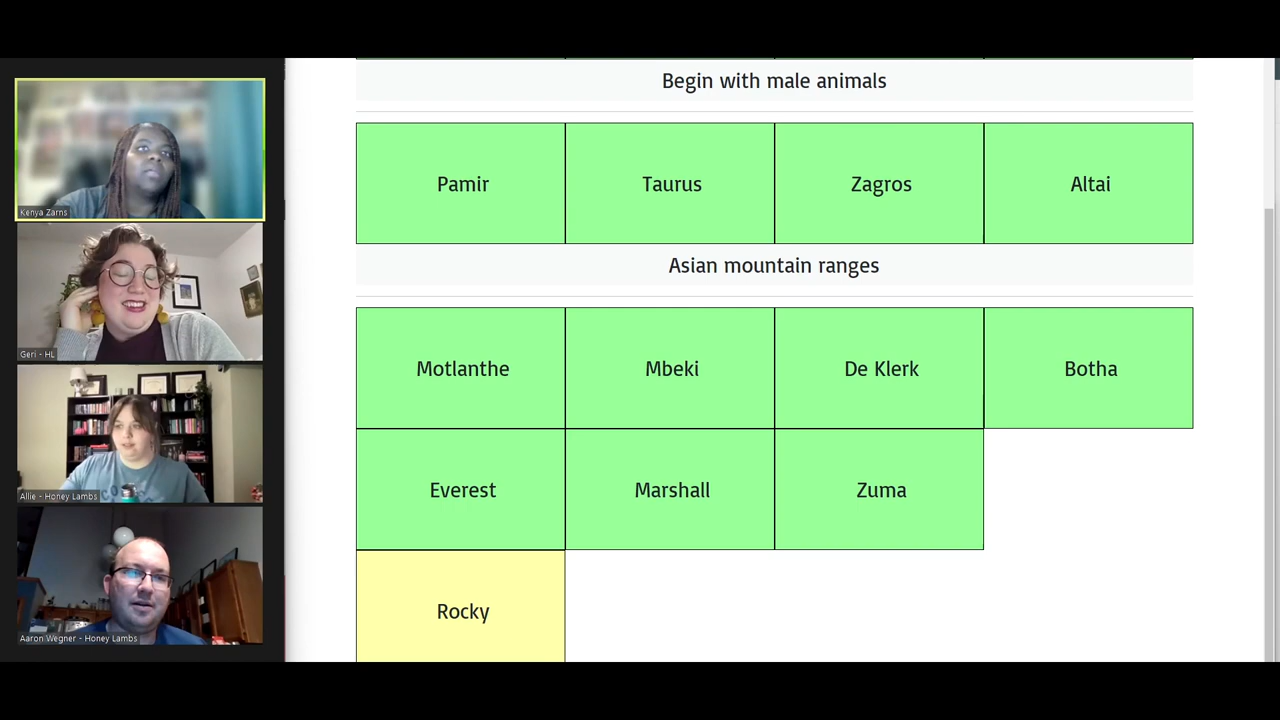 Kenya Zarns
Geri - HL
Allie - Honey Lambs
Aaron Wegner - Honey Lambs
Begin with male animals
Pamir
Taurus
Zagros
Altai
Asian mountain ranges
Motlanthe
Mbeki
De Klerk
Botha
Everest
Marshall
Zuma
Rocky